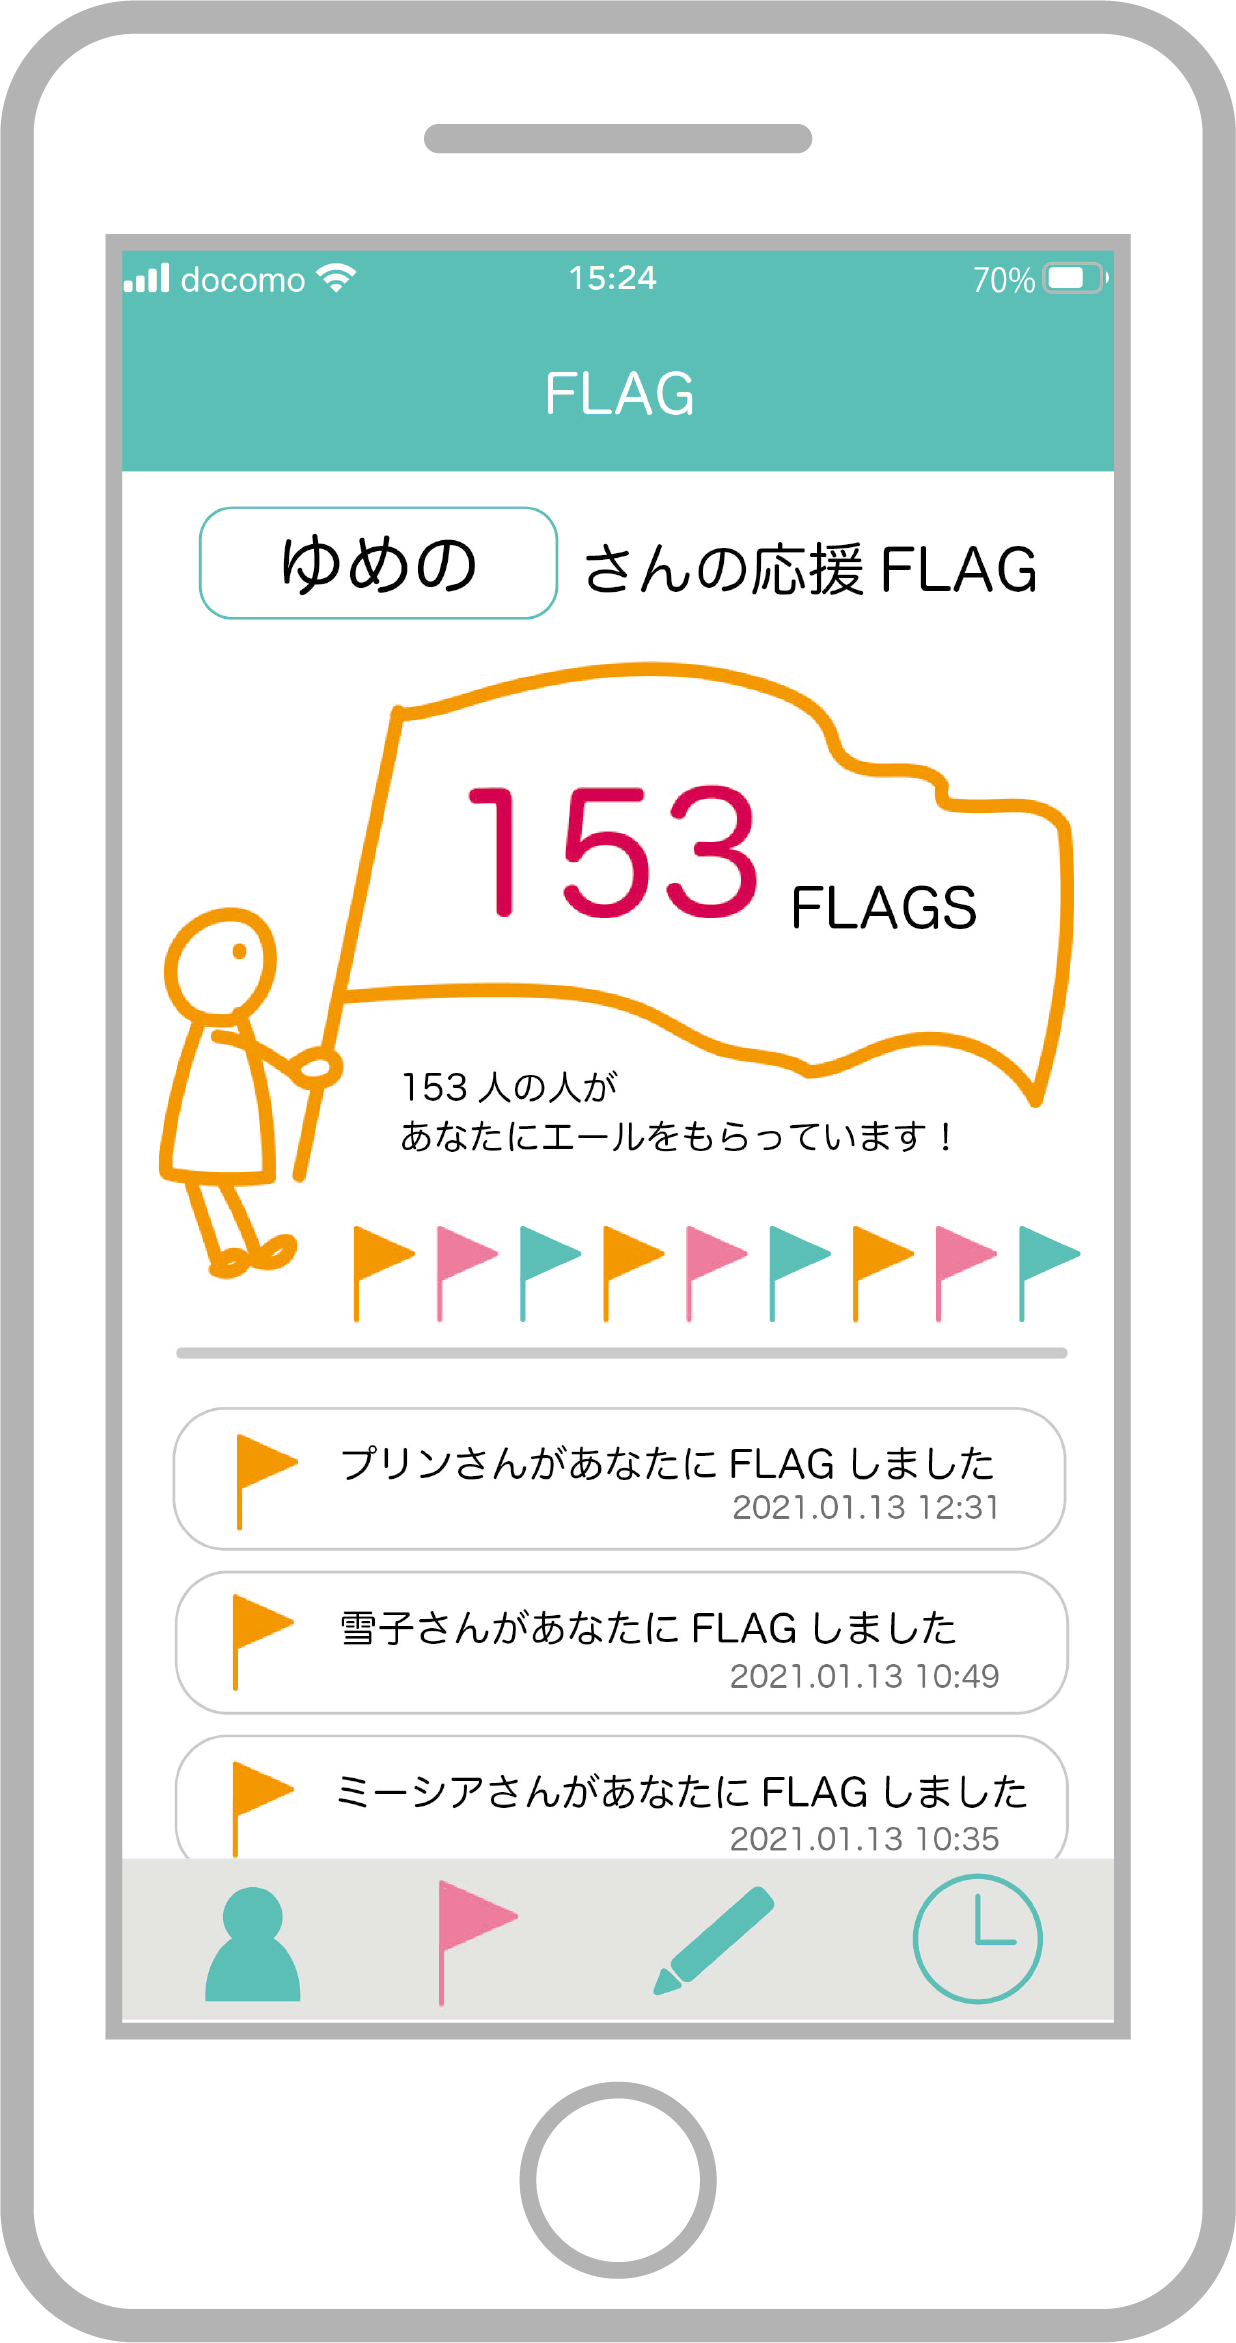 docomo 15:24 70%
FLAG
ゆめの さんの応援 FLAG
153 FLAGS
153 人の人が
あなたにエールをもらっています！
プリンさんがあなたに FLAG しました
2021.01.13 12:31
雪子さんがあなたに FLAG しました
2021.01.13 10:49
ミーシアさんがあなたに FLAG しました
2021.01.13 10:35